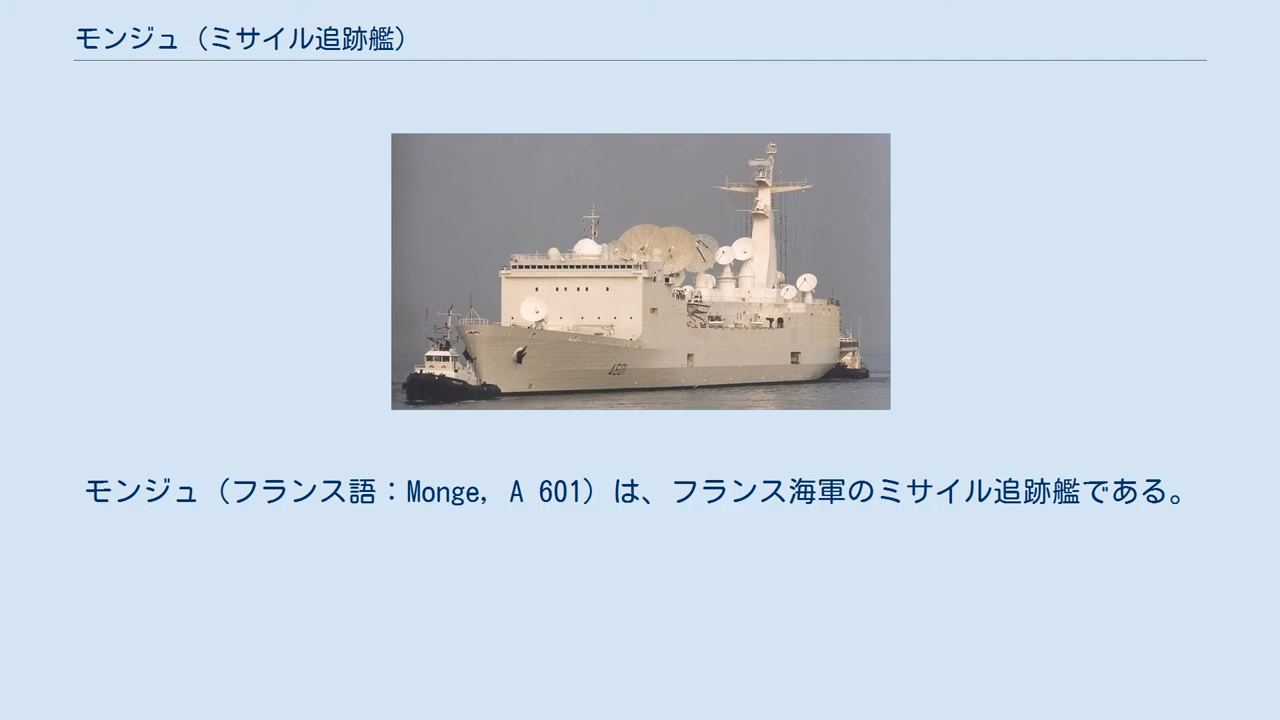 モンジュ（ミサイル追跡艦）
A601
モンジュ（フランス語：Monge, A 601）は、フランス海軍のミサイル追跡艦である。